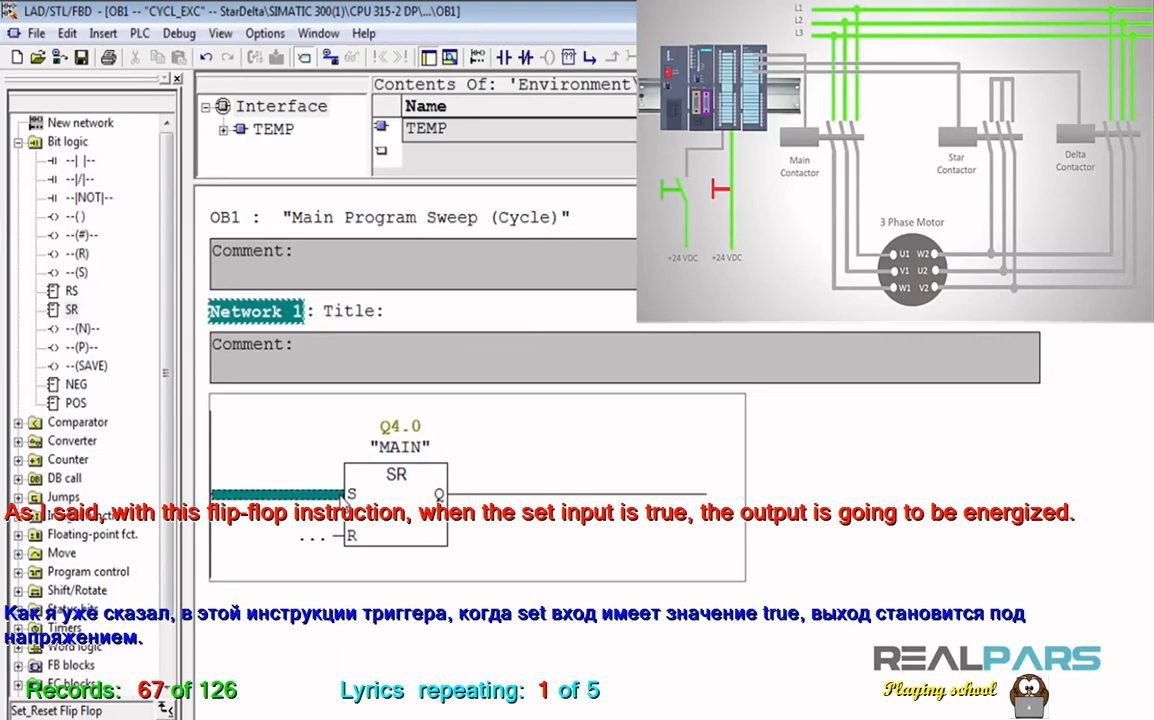 LAD/STL/FBD - [OB1 -- "CYCL_EXC" -- StarDelta\SIMATIC 300(1)\CPU 315-2 DP\...\OB1]
File Edit Insert PLC Debug View Options Window Help
Contents Of: 'Environment\
Interface
TEMP
Name
TEMP
New network
Bit logic
--| |--
--|/|--
--|NOT|--
--( )
--(#)--
--(R)
--(S)
RS
SR
--(N)--
--(P)--
--(SAVE)
NEG
POS
Comparator
Converter
Counter
DB call
Jumps
Floating-point fct.
Move
Program control
Shift/Rotate
Timers
Word logic
FB blocks
Set_Reset Flip Flop
OB1 : "Main Program Sweep (Cycle)"
Comment:
Network 1: Title:
Comment:
Q4.0
"MAIN"
SR
S
Q
... R
L1
L2
L3
Main
Contactor
Star
Contactor
Delta
Contactor
3 Phase Motor
U1 W2
V1 U2
W1 V2
+24 VDC +24 VDC
As I said, with this flip-flop instruction, when the set input is true, the output is going to be energized.
Как я уже сказал, в этой инструкции триггера, когда set вход имеет значение true, выход становится под
напряжением.
REALPARS
Playing school
Records: 67 of 126
Lyrics repeating: 1 of 5